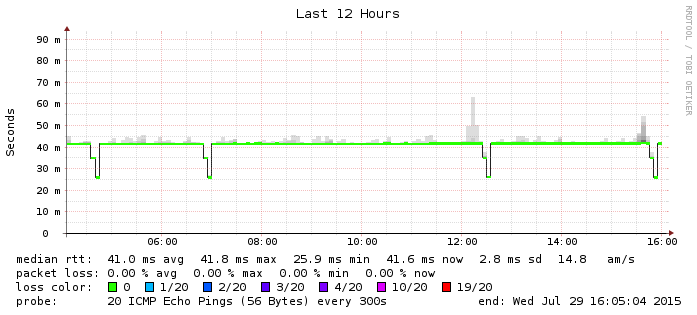 Last 12 Hours
RRDTOOL / TOBI OETIKER
Seconds
90 m
80 m
70 m
60 m
50 m
40 m
30 m
20 m
10 m
0
06:00 08:00 10:00 12:00 14:00 16:00
median rtt: 41.0 ms avg 41.8 ms max 25.9 ms min 41.6 ms now 2.8 ms sd 14.8 am/s
packet loss: 0.00 % avg 0.00 % max 0.00 % min 0.00 % now
loss color: 0 1/20 2/20 3/20 4/20 10/20 19/20
probe: 20 ICMP Echo Pings (56 Bytes) every 300s end: Wed Jul 29 16:05:04 2015